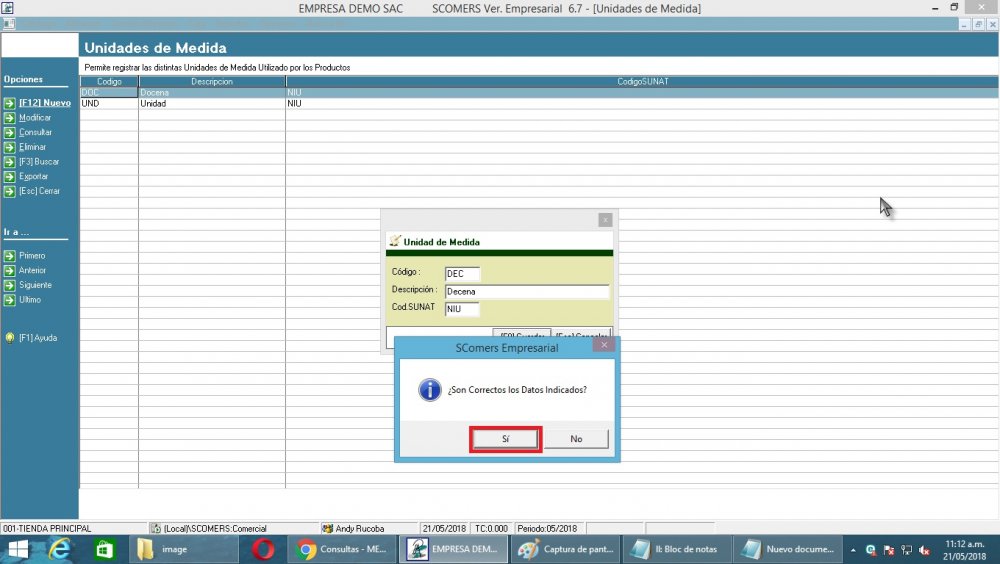 EMPRESA DEMO SAC SCOMERS Ver. Empresarial 6.7 - [Unidades de Medida]
Unidades de Medida
Permite registrar las distintas Unidades de Medida Utilizado por los Productos
Opciones
[F12] Nuevo
Modificar
Consultar
Eliminar
[F3] Buscar
Exportar
[Esc] Cerrar
Ir a ...
Primero
Anterior
Siguiente
Ultimo
[F1] Ayuda
Codigo Descripcion CodigoSUNAT
DOC Docena NIU
UND Unidad NIU
Unidad de Medida
Código : DEC
Descripción : Decena
Cod.SUNAT NIU
[Esc] Cancelar
SComers Empresarial
¿Son Correctos los Datos Indicados?
Sí No
001-TIENDA PRINCIPAL (Local)\SCOMERS:Comercial Andy Rucoba 21/05/2018 TC:0.000 Periodo:05/2018
image Consultas - ME... EMPRESA DEM... Captura de pant... II: Bloc de notas Nuevo docume... 11:12 a.m.
21/05/2018